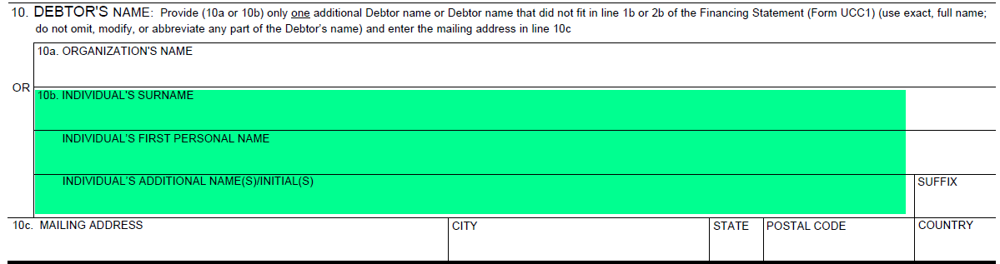 10. DEBTOR'S NAME: Provide (10a or 10b) only one additional Debtor name or Debtor name that did not fit in line 1b or 2b of the Financing Statement (Form UCC1) (use exact, full name;
do not omit, modify, or abbreviate any part of the Debtor's name) and enter the mailing address in line 10c
10a. ORGANIZATION'S NAME
OR
10b. INDIVIDUAL'S SURNAME
INDIVIDUAL'S FIRST PERSONAL NAME
INDIVIDUAL'S ADDITIONAL NAME(S)/INITIAL(S)
SUFFIX
10c. MAILING ADDRESS
CITY
STATE
POSTAL CODE
COUNTRY